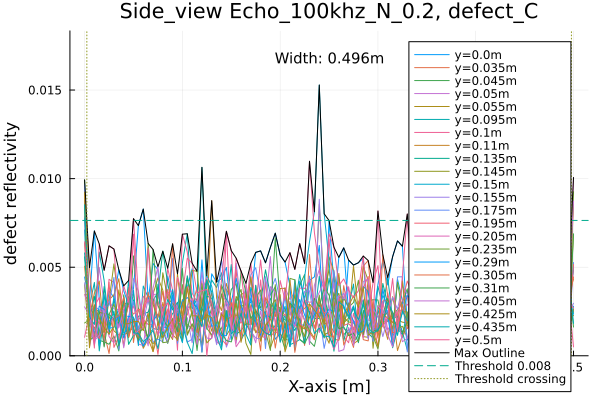 Side_view Echo_100khz_N_0.2, defect_C
Width: 0.496m
defect reflectivity
0.015
0.010
0.005
0.000
0.0
0.1
0.2
0.3
.5
X-axis [m]
y=0.0m
y=0.035m
y=0.045m
y=0.05m
y=0.055m
y=0.095m
y=0.1m
y=0.11m
y=0.135m
y=0.145m
y=0.15m
y=0.155m
y=0.175m
y=0.195m
y=0.205m
y=0.235m
y=0.29m
y=0.305m
y=0.31m
y=0.405m
y=0.425m
y=0.435m
y=0.5m
Max Outline
Threshold 0.008
Threshold crossing